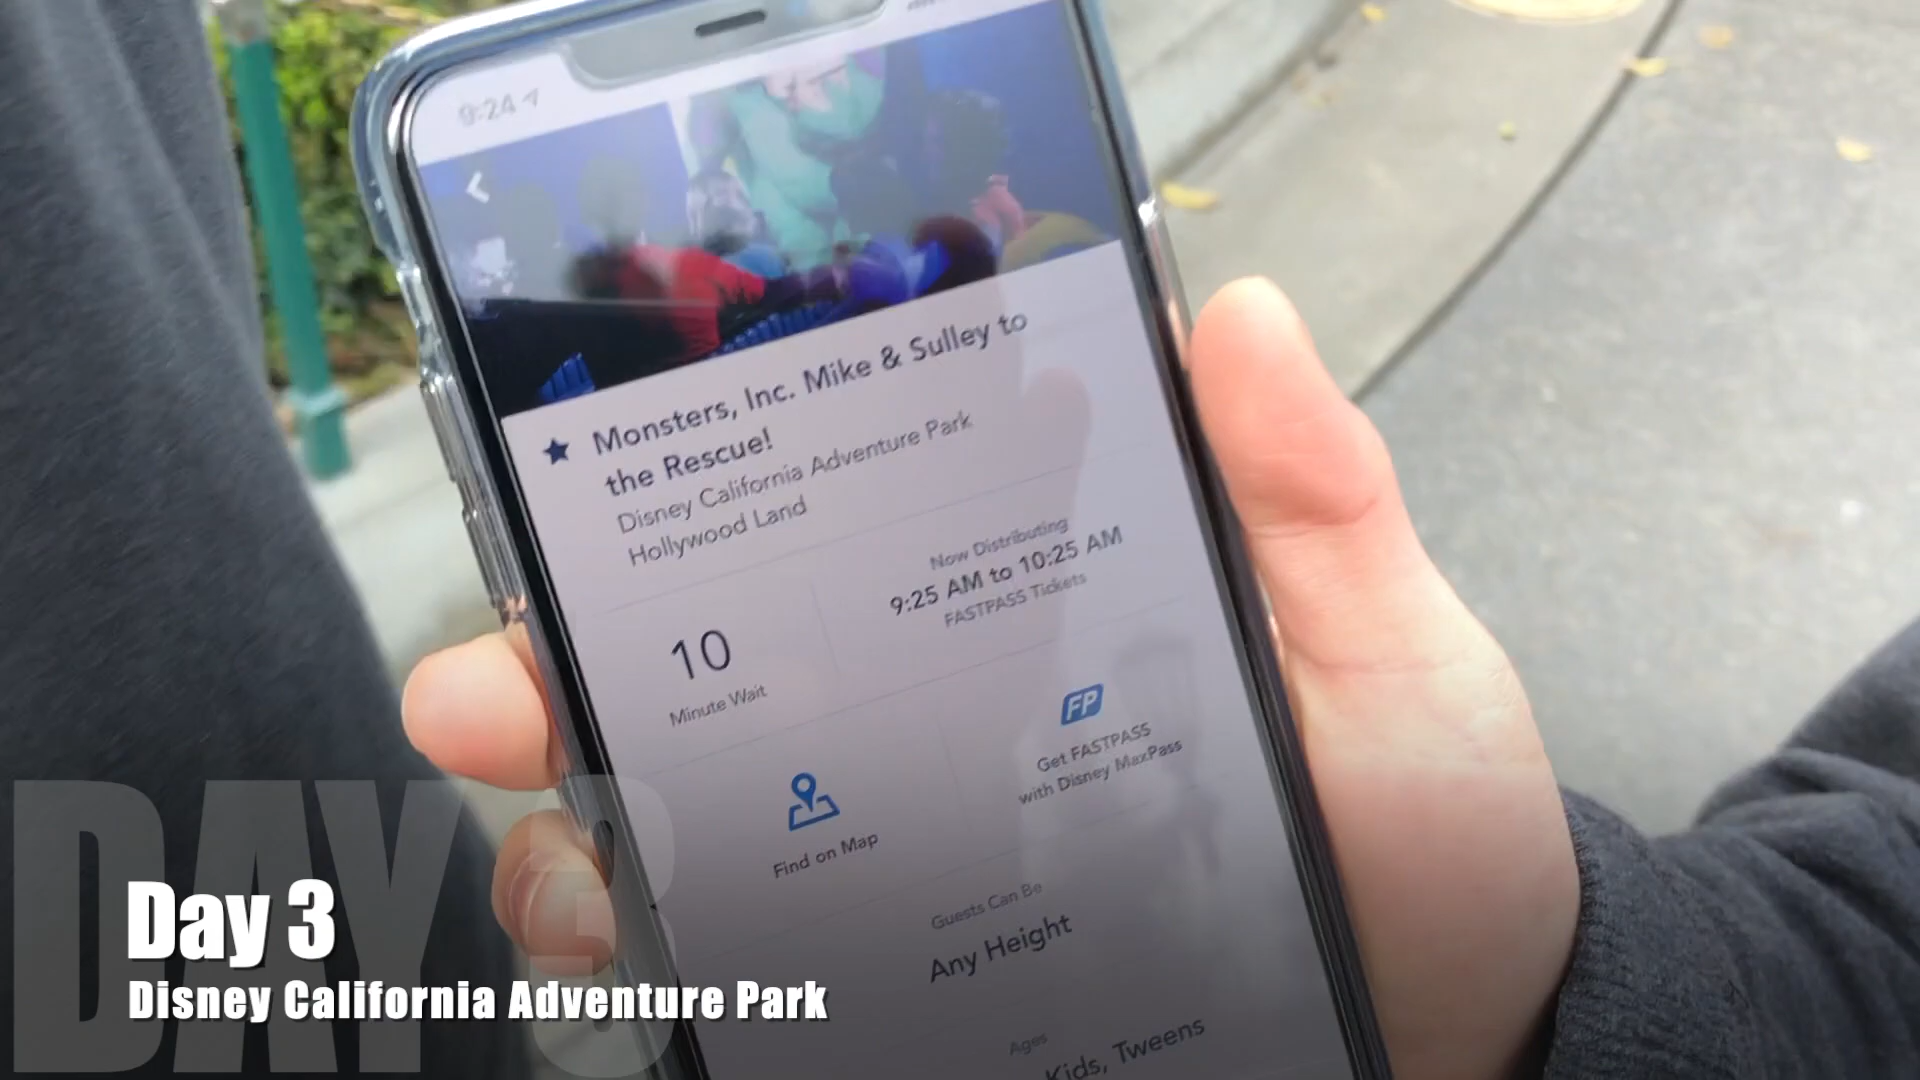 9:24
Monsters, Inc. Mike & Sulley to
the Rescue!
Disney California Adventure Park
Hollywood Land
10
Minute Wait
Now Distributing
9:25 AM to 10:25 AM
FASTPASS Tickets
Find on Map
FP
Get FASTPASS
with Disney MaxPass
Guests Can Be
Any Height
Ages
Kids, Tweens
DAY 3
Day 3
Disney California Adventure Park